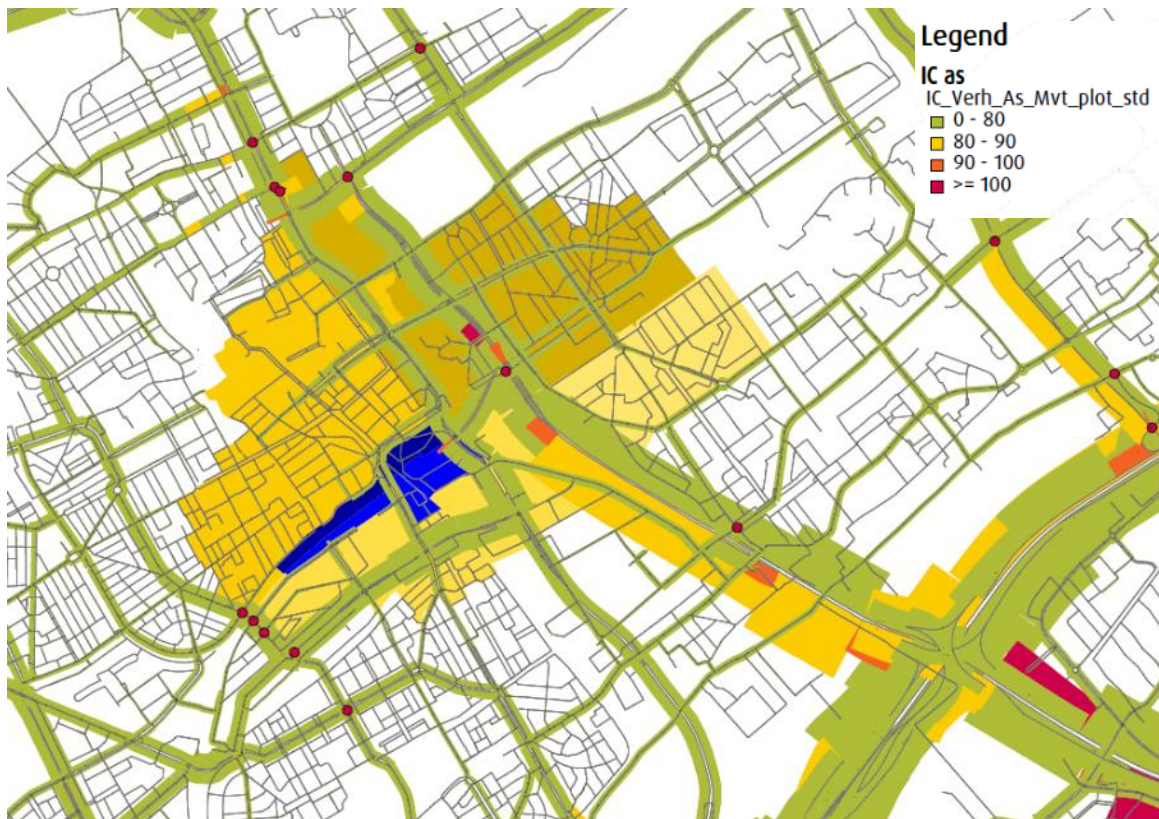 Legend
IC as
IC_Verh_As_Mvt_plot_std
0 - 80
80 - 90
90 - 100
>= 100